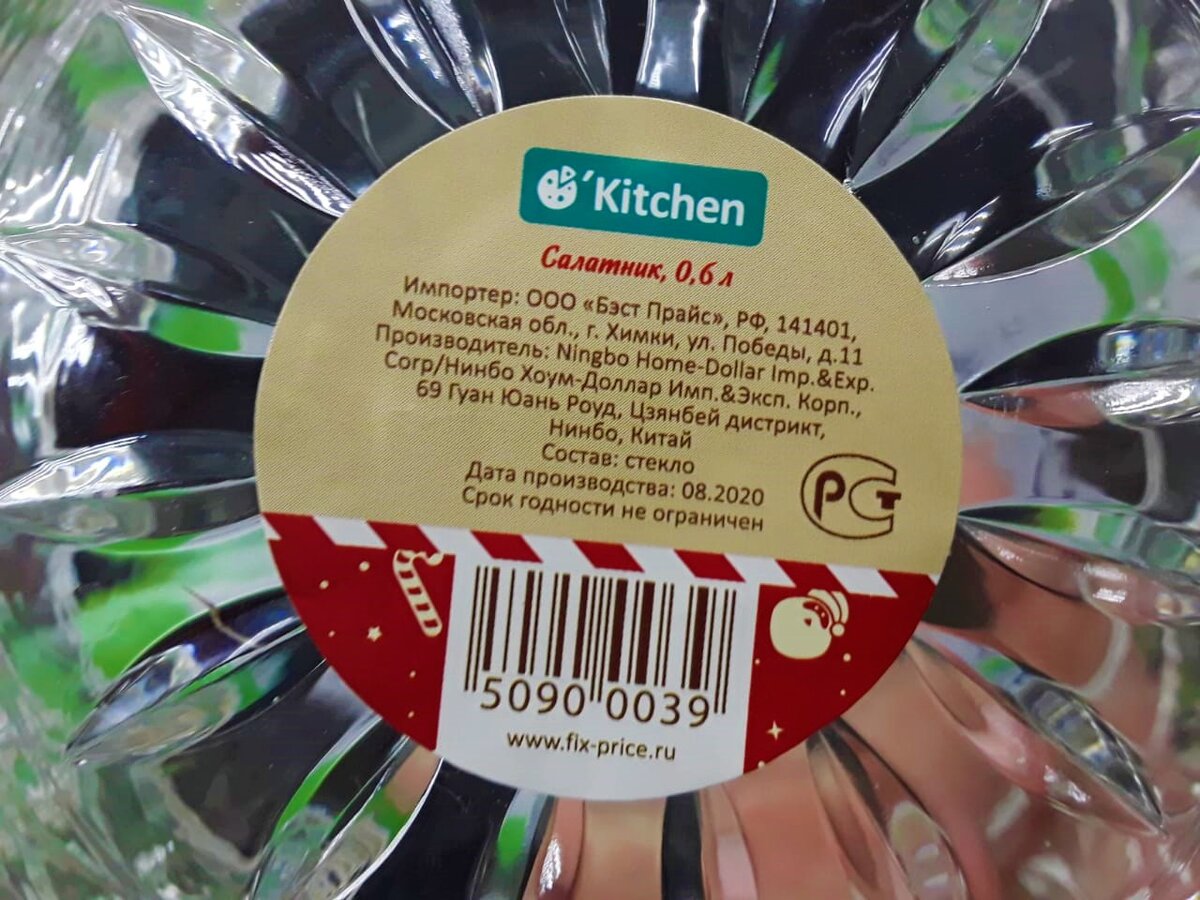 'Kitchen
Салатник, 0,6 л
Импортер: ООО «Бэст Прайс», РФ, 141401,
Московская обл., г. Химки, ул. Победы, д.11
Производитель: Ningbo Home-Dollar Imp.&Exp.
Corp/Нинбо Хоум-Доллар Имп.&Эксп. Корп.,
69 Гуан Юань Роуд, Цзянбей дистрикт,
Нинбо, Китай
Состав: стекло
Дата производства: 08.2020
Срок годности не ограничен
РСТ
5090 0039
www.fix-price.ru